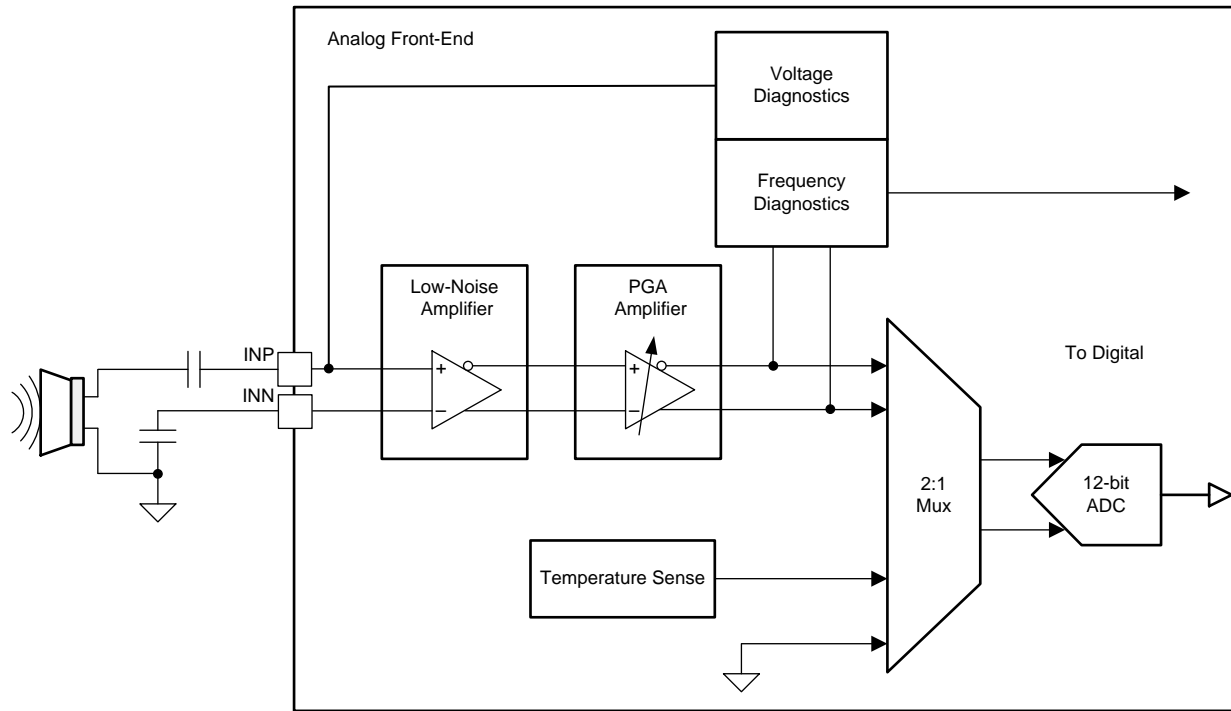 Analog Front-End
Voltage
Diagnostics
Frequency
Diagnostics
Low-Noise
Amplifier
PGA
Amplifier
INP
INN
+
−
+
−
To Digital
2:1
Mux
12-bit
ADC
Temperature Sense